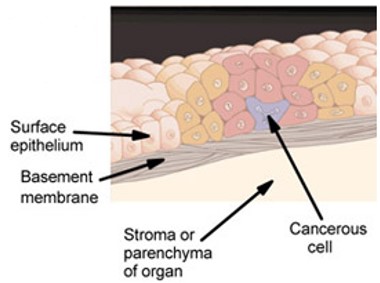 Surface
epithelium
Basement
membrane
Stroma or
parenchyma
of organ
Cancerous
cell